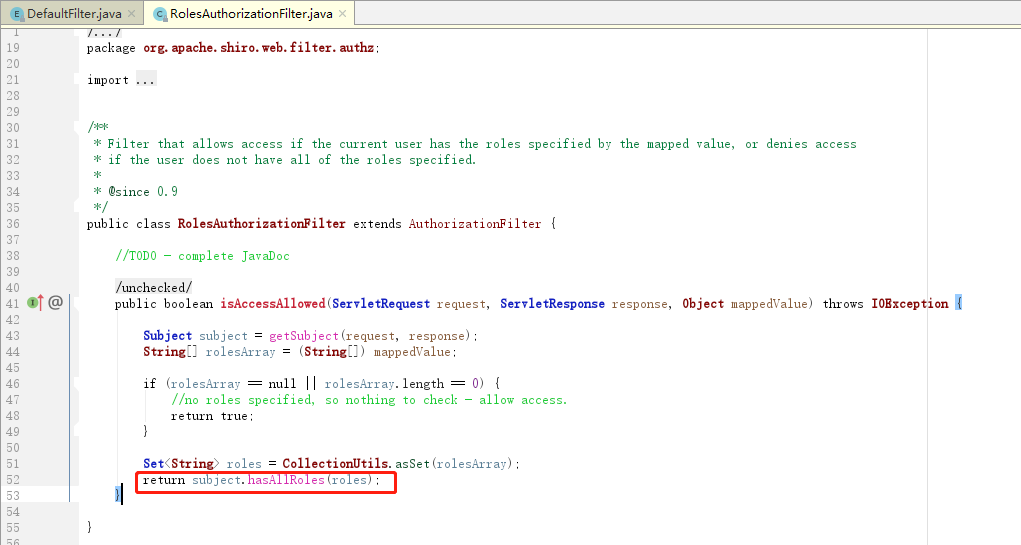 DefaultFilter.java × RolesAuthorizationFilter.java ×
1 /.../
19 package org.apache.shiro.web.filter.authz;
20
21 import ...
28
29
30 /**
31 * Filter that allows access if the current user has the roles specified by the mapped value, or denies access
32 * if the user does not have all of the roles specified.
33 *
34 * @since 0.9
35 */
36 public class RolesAuthorizationFilter extends AuthorizationFilter {
37
38 //TODO - complete JavaDoc
39
40 /unchecked/
41 public boolean isAccessAllowed(ServletRequest request, ServletResponse response, Object mappedValue) throws IOException {
42
43 Subject subject = getSubject(request, response);
44 String[] rolesArray = (String[]) mappedValue;
45
46 if (rolesArray == null || rolesArray.length == 0) {
47 //no roles specified, so nothing to check - allow access.
48 return true;
49 }
50
51 Set<String> roles = CollectionUtils.asSet(rolesArray);
52 return subject.hasAllRoles(roles);
53 }
54
55 }